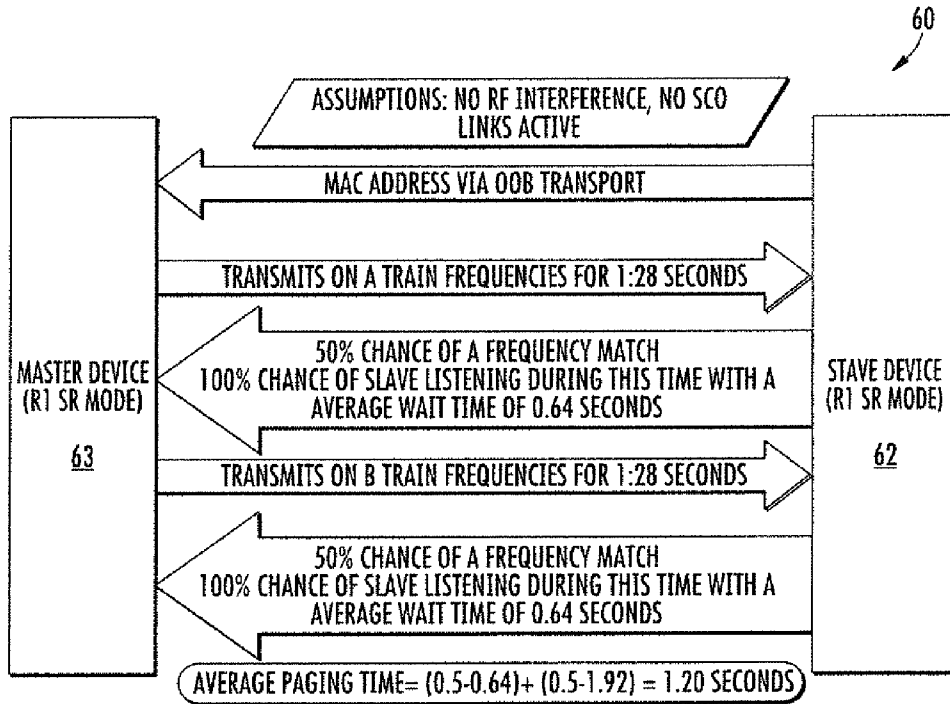 60
ASSUMPTIONS: NO RF INTERFERENCE, NO SCO
LINKS ACTIVE
MAC ADDRESS VIA OOB TRANSPORT
TRANSMITS ON A TRAIN FREQUENCIES FOR 1:28 SECONDS
50% CHANCE OF A FREQUENCY MATCH
100% CHANCE OF SLAVE LISTENING DURING THIS TIME WITH A
AVERAGE WAIT TIME OF 0.64 SECONDS
MASTER DEVICE
(R1 SR MODE)
63
STAVE DEVICE
(R1 SR MODE)
62
TRANSMITS ON B TRAIN FREQUENCIES FOR 1:28 SECONDS
50% CHANCE OF A FREQUENCY MATCH
100% CHANCE OF SLAVE LISTENING DURING THIS TIME WITH A
AVERAGE WAIT TIME OF 0.64 SECONDS
AVERAGE PAGING TIME= (0.5-0.64)+ (0.5-1.92) = 1.20 SECONDS